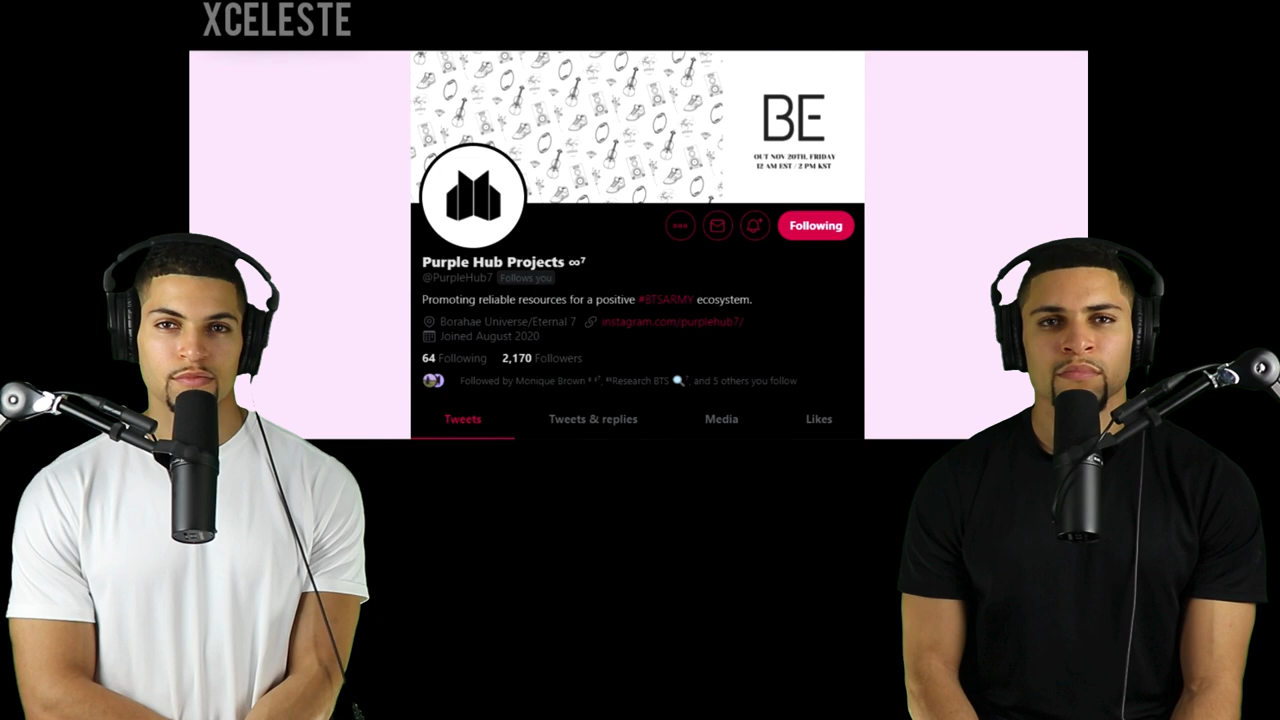 XCELESTE
BE
OUT NOV 20TH, FRIDAY
12 AM EST / 2 PM KST
Following
Purple Hub Projects ∞⁷
@PurpleHub7 Follows you
Promoting reliable resources for a positive #BTSARMY ecosystem.
Borahae Universe/Eternal 7 instagram.com/purplehub7/
Joined August 2020
64 Following 2,170 Followers
Followed by Monique Brown, Research BTS, and 5 others you follow
Tweets Tweets & replies Media Likes